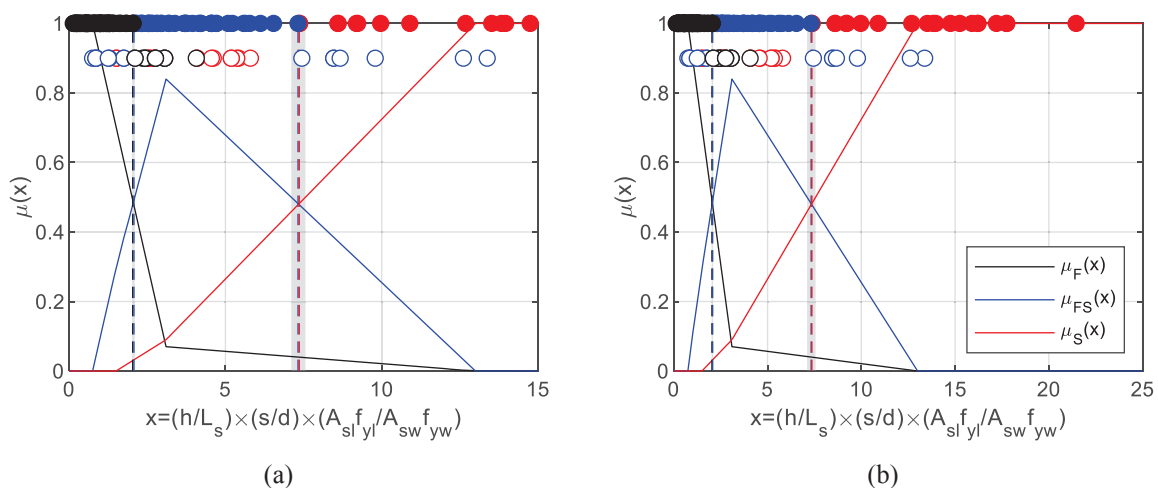 1
0.8
0.6
0.4
0.2
0
μ(x)
0 5 10 15
x=(h/Lₛ)×(s/d)×(A_sl f_yl/A_sw f_yw)
(a)
1
0.8
0.6
0.4
0.2
0
μ(x)
μ_F(x)
μ_FS(x)
μ_S(x)
0 5 10 15 20 25
x=(h/Lₛ)×(s/d)×(A_sl f_yl/A_sw f_yw)
(b)